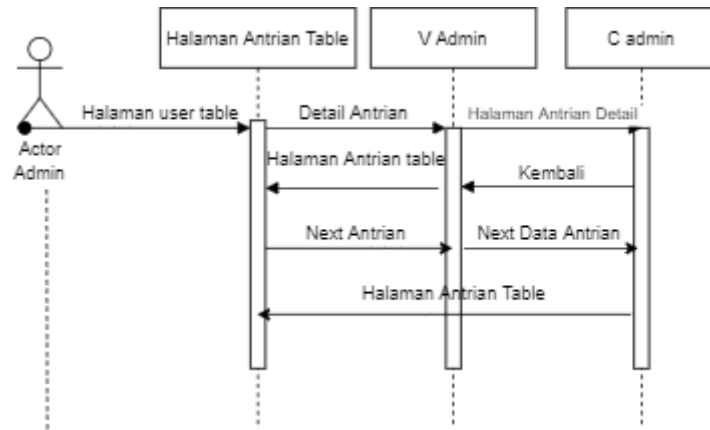 Halaman Antrian Table
V Admin
C admin
Halaman user table
Detail Antrian
Halaman Antrian Detail
Actor
Admin
Halaman Antrian table
Kembali
Next Antrian
Next Data Antrian
Halaman Antrian Table